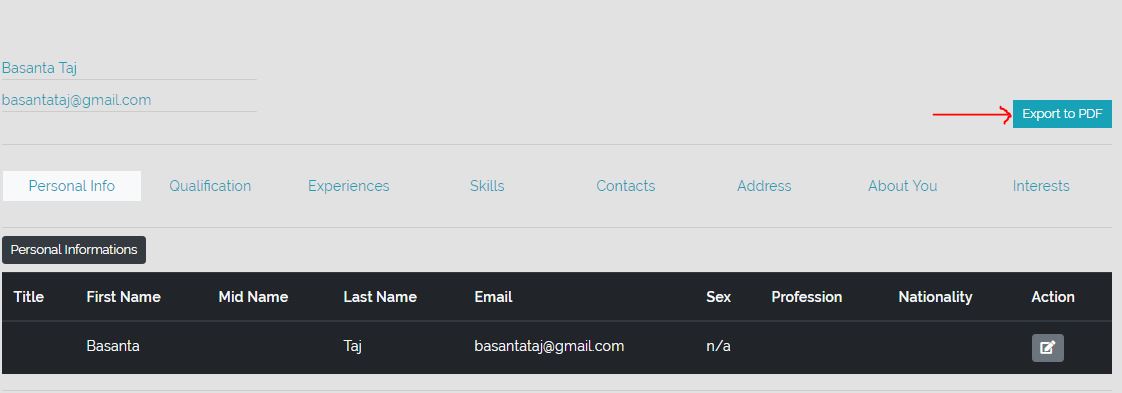 Basanta Taj
basantataj@gmail.com
Export to PDF
Personal Info Qualification Experiences Skills Contacts Address About You Interests
Personal Informations
Title First Name Mid Name Last Name Email Sex Profession Nationality Action
Basanta Taj basantataj@gmail.com n/a